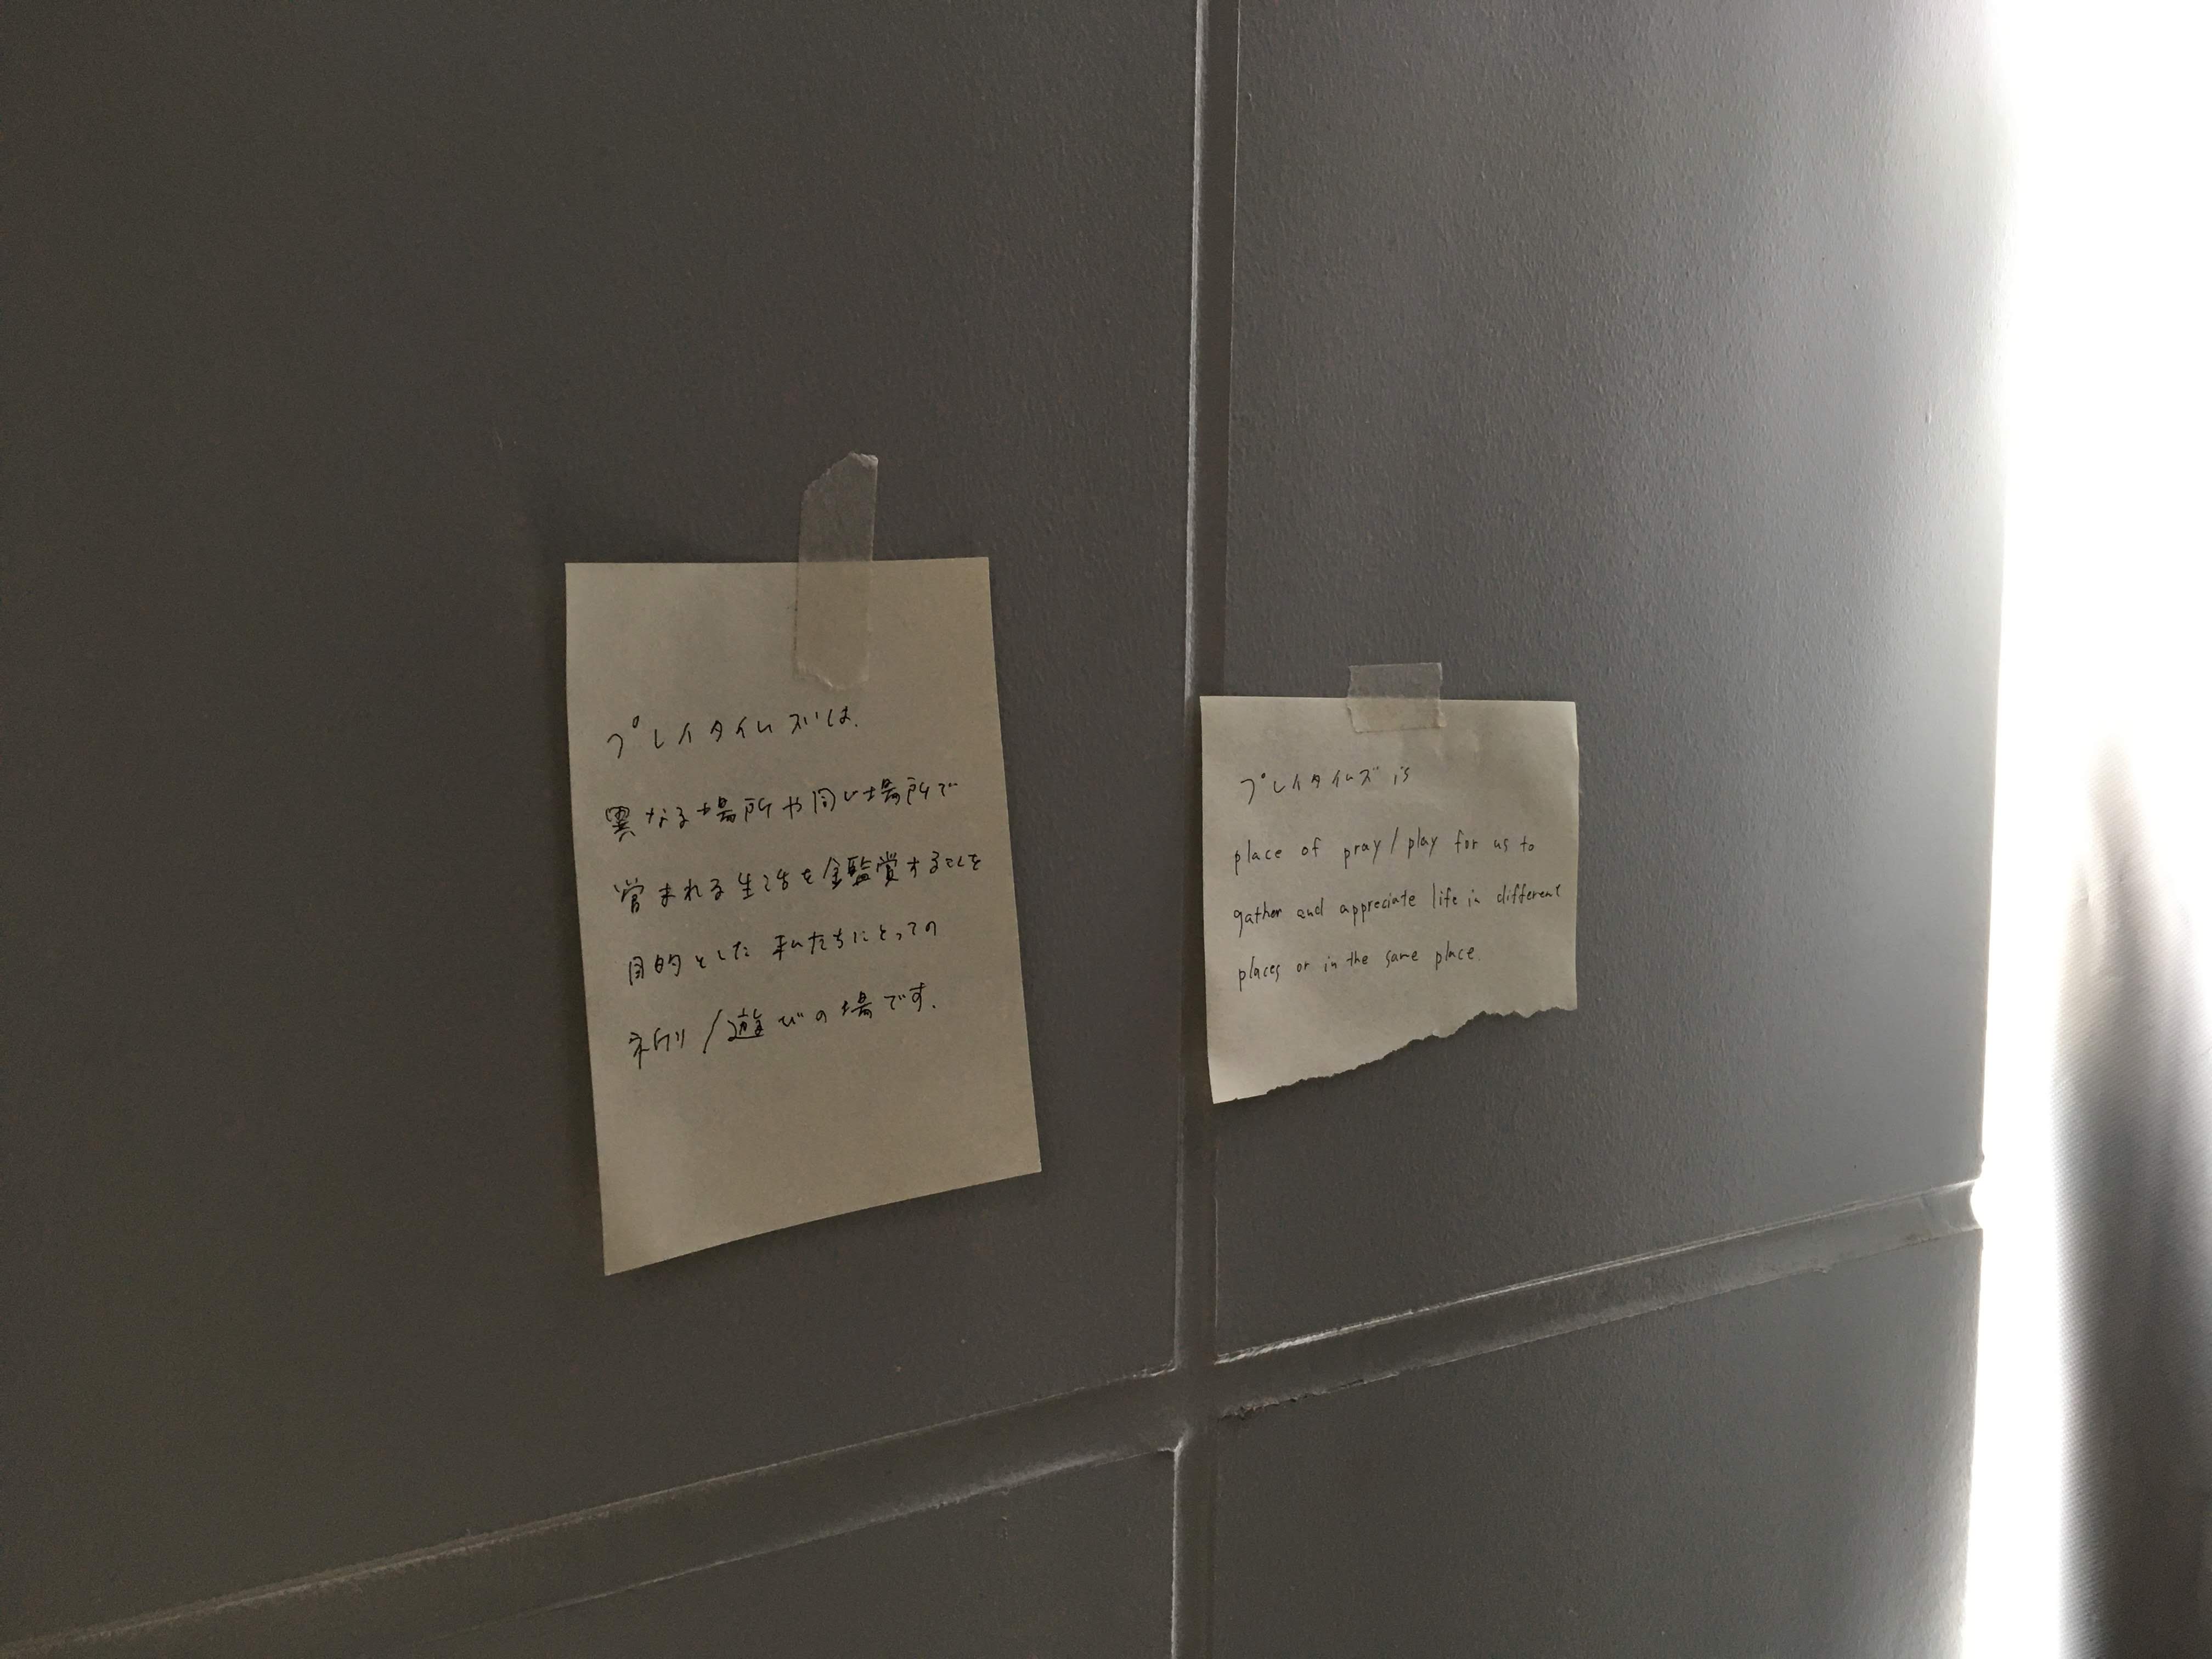 プレイタイムズは、
異なる場所や同じ場所で
営まれる生活を鑑賞することを
目的とした 私たちにとっての
祈り/遊びの場です.
プレイタイムズ is
place of pray/play for us to
gather and appreciate life in different
places or in the same place.